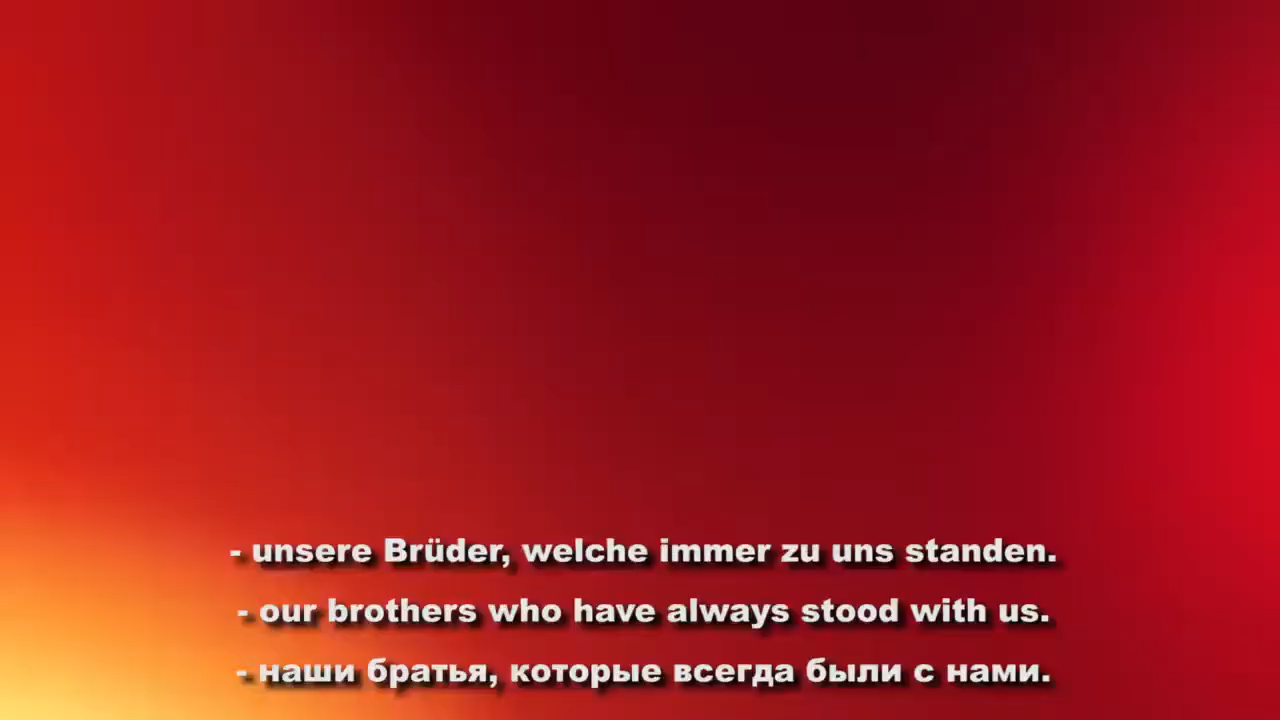 - unsere Brüder, welche immer zu uns standen.
- our brothers who have always stood with us.
- наши братья, которые всегда были с нами.